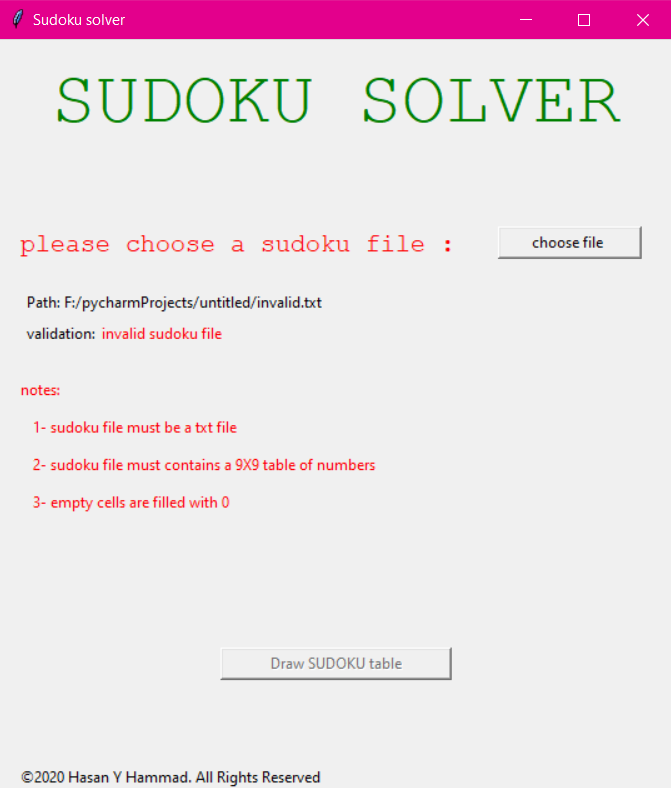 Sudoku solver
SUDOKU SOLVER
please choose a sudoku file :
choose file
Path: F:/pycharmProjects/untitled/invalid.txt
validation: invalid sudoku file
notes:
1- sudoku file must be a txt file
2- sudoku file must contains a 9X9 table of numbers
3- empty cells are filled with 0
Draw SUDOKU table
©2020 Hasan Y Hammad. All Rights Reserved